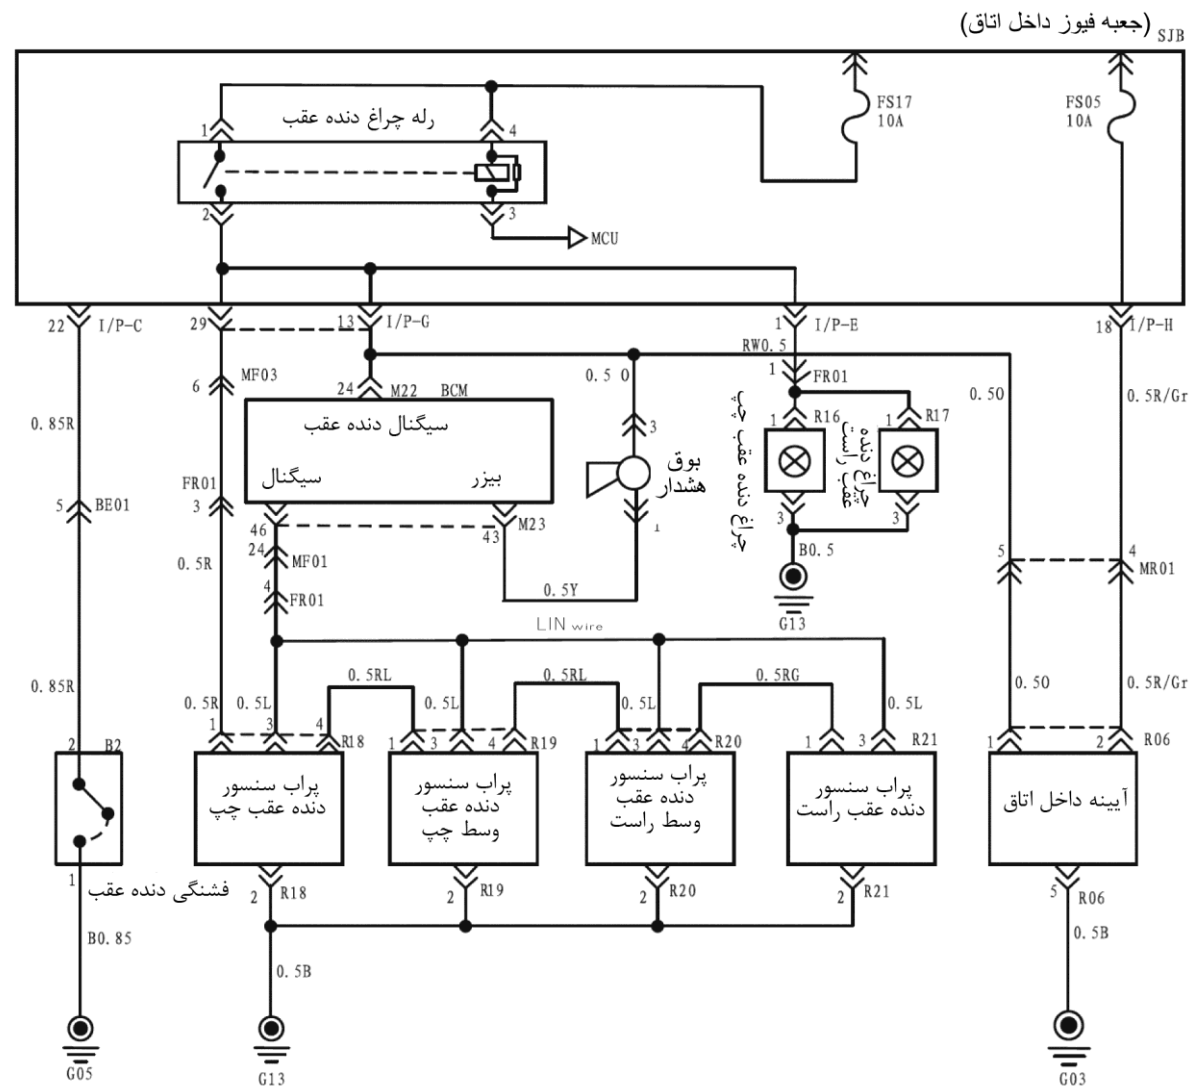 (جعبه فیوز داخل اتاق)
SJB
FS17
10A
FS05
10A
رله چراغ دنده عقب
1
4
2
3
MCU
22
I/P-C
29
13
I/P-G
1
I/P-E
18
I/P-H
RW0.5
1
FR01
0.5 O
6
MF03
24
M22
BCM
0.5O
0.5R/Gr
0.85R
سیگنال دنده عقب
سیگنال
بیزر
3
بوق
هشدار
1
چراغ دنده عقب چپ
1
R16
چراغ دنده
عقب راست
1
R17
FR01
3
5
BE01
46
43
M23
3
3
24
MF01
B0.5
0.5R
4
FR01
0.5Y
G13
5
4
MR01
LIN wire
0.85R
0.5R
0.5L
0.5RL
0.5L
0.5RL
0.5L
0.5RG
0.5L
0.5O
0.5R/Gr
2
B2
1
3
4
R18
1
3
4
R19
1
3
4
R20
1
3
R21
1
2
R06
پراب سنسور
دنده عقب چپ
پراب سنسور
دنده عقب
وسط چپ
پراب سنسور
دنده عقب
وسط راست
پراب سنسور
دنده عقب راست
آیینه داخل اتاق
1
فشنگی دنده عقب
2
R18
2
R19
2
R20
2
R21
5
R06
B0.85
0.5B
0.5B
G05
G13
G03